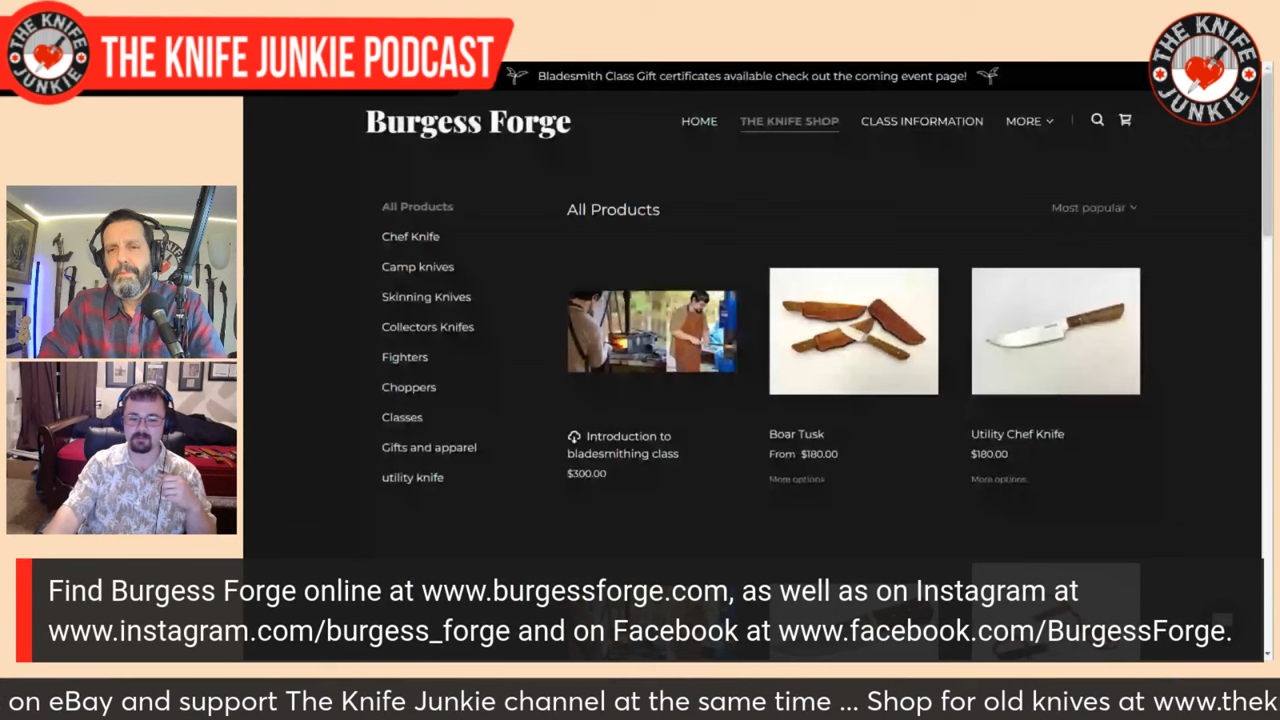 THE KNIFE JUNKIE
THE KNIFE JUNKIE PODCAST
THE KNIFE JUNKIE
Bladesmith Class Gift certificates available check out the coming event page!
Burgess Forge
HOME
THE KNIFE SHOP
CLASS INFORMATION
MORE
All Products
Chef Knife
Camp knives
Skinning Knives
Collectors Knifes
Fighters
Choppers
Classes
Gifts and apparel
utility knife
All Products
Most popular
Introduction to
bladesmithing class
$300.00
Boar Tusk
From $180.00
More options
Utility Chef Knife
$180.00
More options
Find Burgess Forge online at www.burgessforge.com, as well as on Instagram at
www.instagram.com/burgess_forge and on Facebook at www.facebook.com/BurgessForge.
on eBay and support The Knife Junkie channel at the same time ... Shop for old knives at www.thek